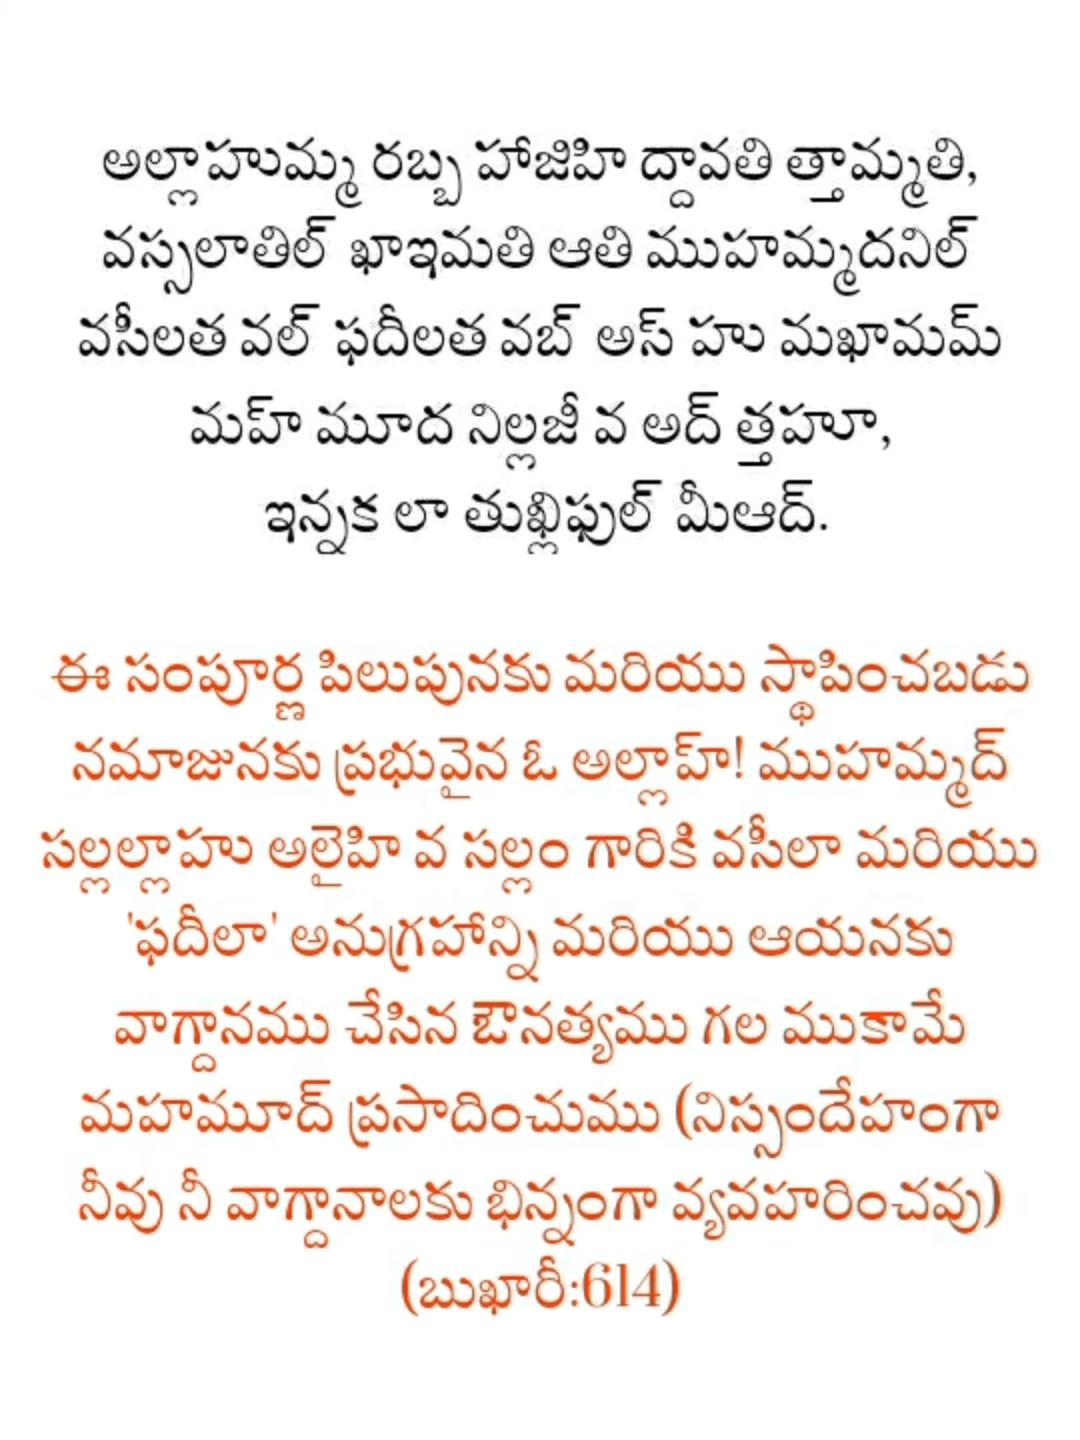 అల్లాహుమ్మ రబ్బ హాజిహి ద్దావతి త్తామ్మతి,
వస్సలాతిల్ ఖాఇమతి ఆతి ముహమ్మదనిల్
వసీలత వల్ ఫదీలత వబ్ అస్ హు మఖామమ్
మహ్ మూద నిల్లజీ వ అద్ త్తహూ,
ఇన్నక లా తుఖ్లిఫుల్ మీఆద్.
ఈ సంపూర్ణ పిలుపునకు మరియు స్థాపించబడు
నమాజునకు ప్రభువైన ఓ అల్లాహ్! ముహమ్మద్
సల్లల్లాహు అలైహి వ సల్లం గారికి వసీలా మరియు
'ఫదీలా' అనుగ్రహాన్ని మరియు ఆయనకు
వాగ్దానము చేసిన ఔనత్యము గల ముకామే
మహమూద్ ప్రసాదించుము (నిస్సందేహంగా
నీవు నీ వాగ్దానాలకు భిన్నంగా వ్యవహరించవు)
(బుఖారీ:614)